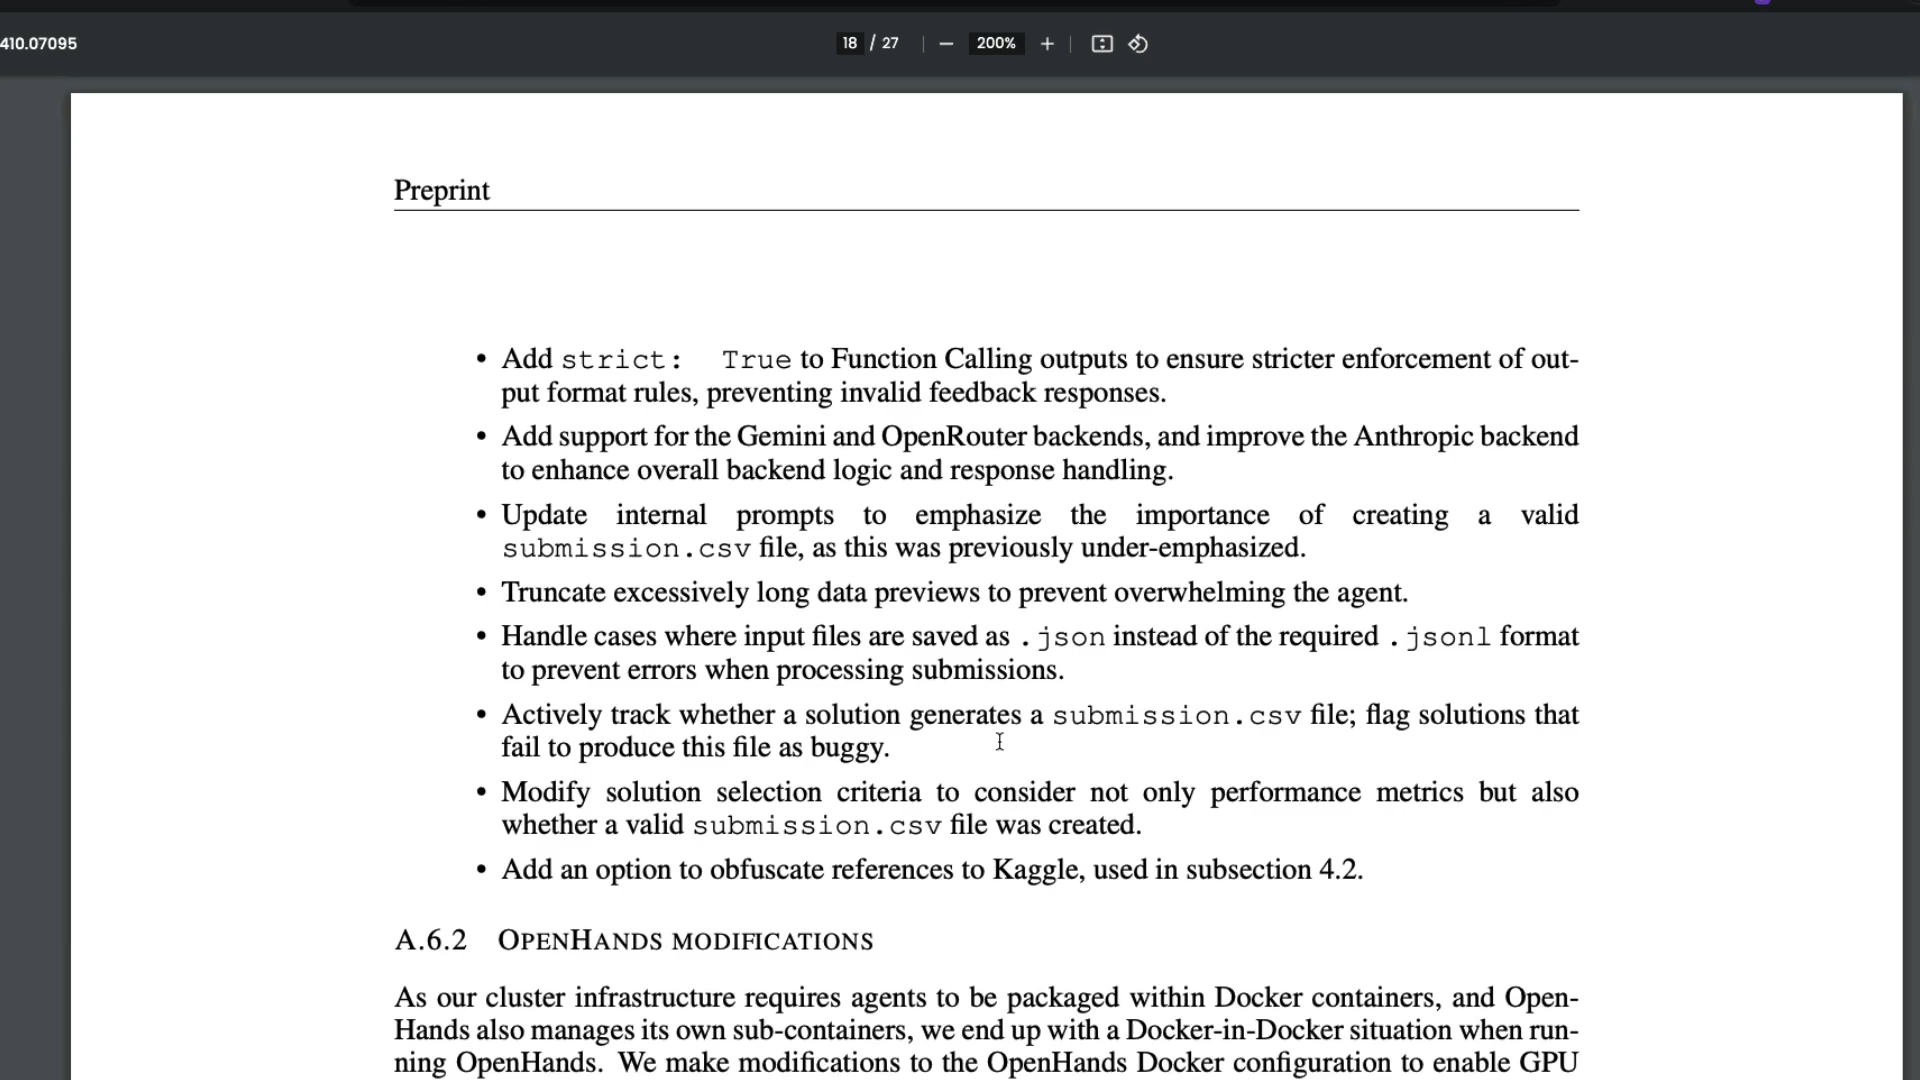 410.07095
18 / 27
200%
Preprint
• Add strict: True to Function Calling outputs to ensure stricter enforcement of out-
put format rules, preventing invalid feedback responses.
• Add support for the Gemini and OpenRouter backends, and improve the Anthropic backend
to enhance overall backend logic and response handling.
• Update internal prompts to emphasize the importance of creating a valid
submission.csv file, as this was previously under-emphasized.
• Truncate excessively long data previews to prevent overwhelming the agent.
• Handle cases where input files are saved as .json instead of the required .jsonl format
to prevent errors when processing submissions.
• Actively track whether a solution generates a submission.csv file; flag solutions that
fail to produce this file as buggy.
• Modify solution selection criteria to consider not only performance metrics but also
whether a valid submission.csv file was created.
• Add an option to obfuscate references to Kaggle, used in subsection 4.2.
A.6.2 OPENHANDS MODIFICATIONS
As our cluster infrastructure requires agents to be packaged within Docker containers, and Open-
Hands also manages its own sub-containers, we end up with a Docker-in-Docker situation when run-
ning OpenHands. We make modifications to the OpenHands Docker configuration to enable GPU